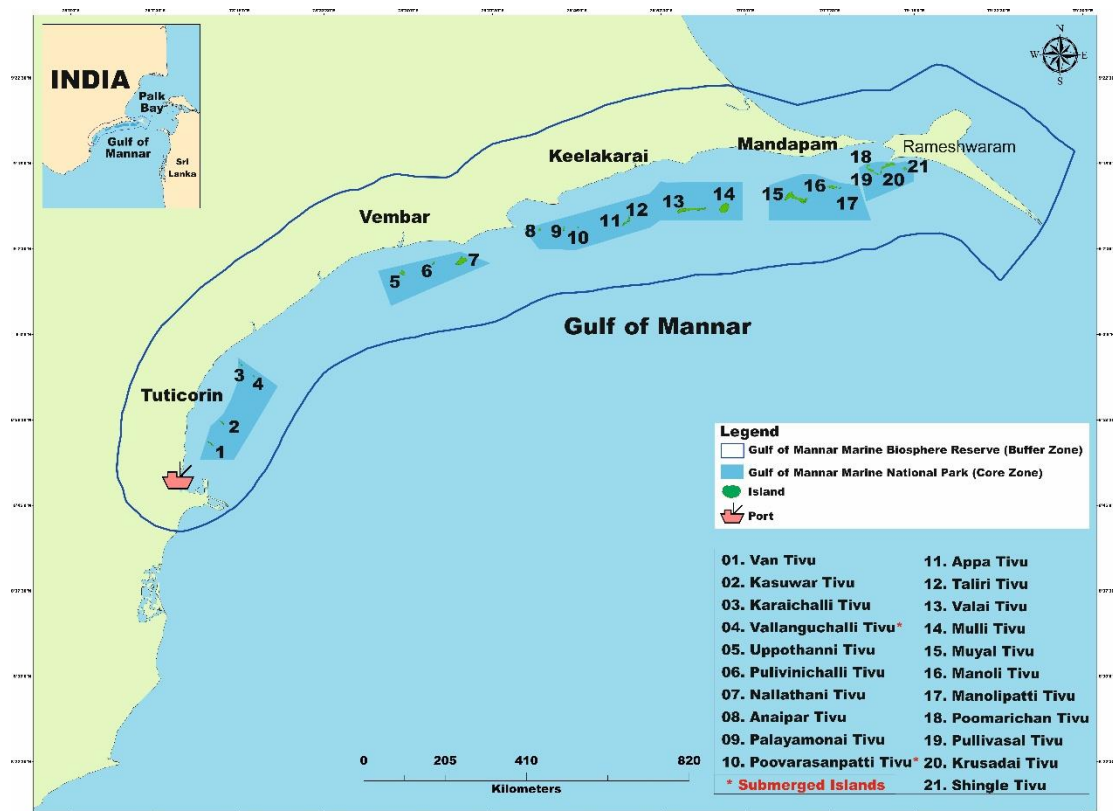 INDIA
Palk
Bay
Gulf of
Mannar
Sri
Lanka
N
W
E
S
Mandapam
Rameshwaram
Keelakarai
Vembar
Tuticorin
Gulf of Mannar
18
21
19
20
16
15
17
14
13
12
11
8
9
10
7
6
5
3
4
2
1
Legend
Gulf of Mannar Marine Biosphere Reserve (Buffer Zone)
Gulf of Mannar Marine National Park (Core Zone)
Island
Port
01. Van Tivu
02. Kasuwar Tivu
03. Karaichalli Tivu
04. Vallanguchalli Tivu*
05. Uppothanni Tivu
06. Pulivinichalli Tivu
07. Nallathani Tivu
08. Anaipar Tivu
09. Palayamonai Tivu
10. Poovarasanpatti Tivu*
* Submerged Islands
11. Appa Tivu
12. Taliri Tivu
13. Valai Tivu
14. Mulli Tivu
15. Muyal Tivu
16. Manoli Tivu
17. Manolipatti Tivu
18. Poomarichan Tivu
19. Pullivasal Tivu
20. Krusadai Tivu
21. Shingle Tivu
0 205 410 820
Kilometers